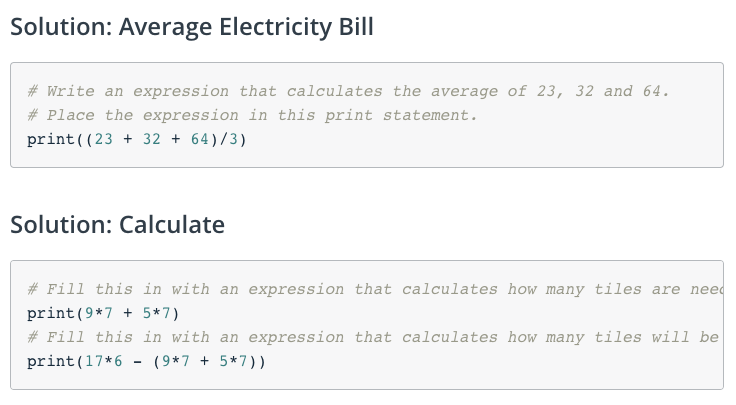 Solution: Average Electricity Bill
# Write an expression that calculates the average of 23, 32 and 64.
# Place the expression in this print statement.
print((23 + 32 + 64)/3)
Solution: Calculate
# Fill this in with an expression that calculates how many tiles are
print(9*7 + 5*7)
# Fill this in with an expression that calculates how many tiles will be
print(17*6 - (9*7 + 5*7))